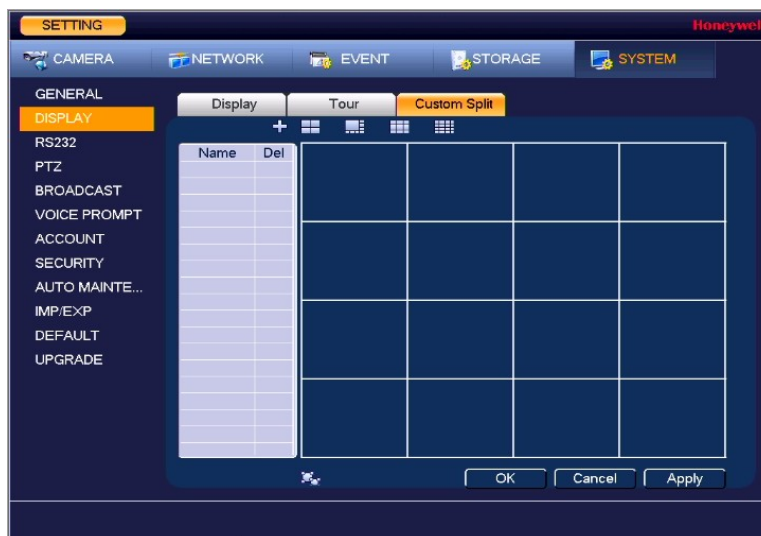 SETTING
Honeywell
CAMERA NETWORK EVENT STORAGE SYSTEM
GENERAL
DISPLAY
RS232
PTZ
BROADCAST
VOICE PROMPT
ACCOUNT
SECURITY
AUTO MAINTE...
IMP/EXP
DEFAULT
UPGRADE
Display Tour Custom Split
Name Del
OK Cancel Apply